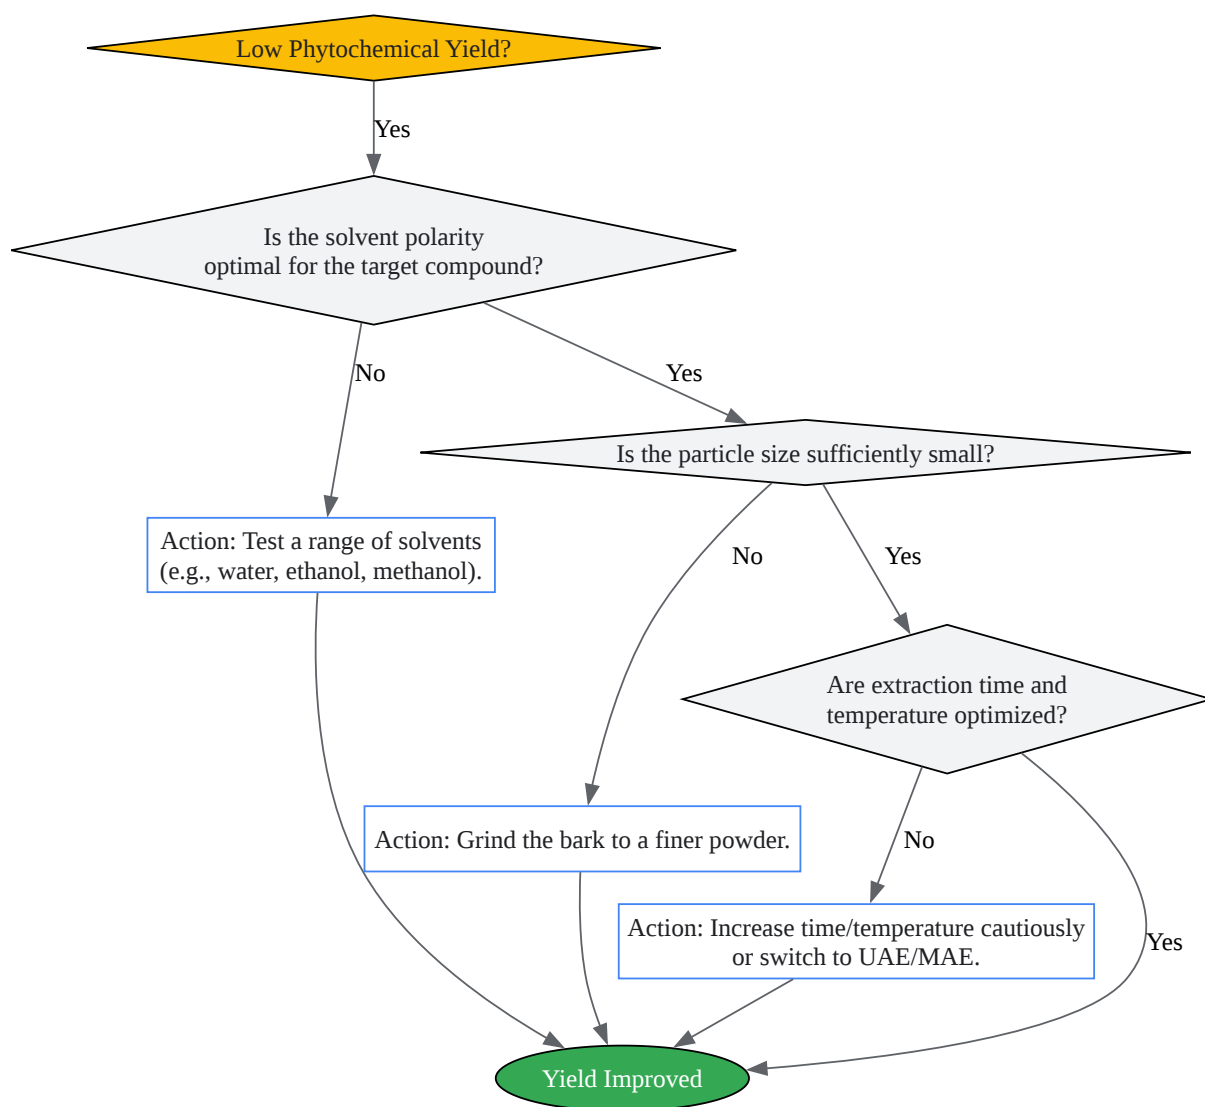 Low Phytochemical Yield?
Yes
Is the solvent polarity
optimal for the target compound?
No
Yes
Is the particle size sufficiently small?
Action: Test a range of solvents
(e.g., water, ethanol, methanol).
No
Yes
Are extraction time and
temperature optimized?
Action: Grind the bark to a finer powder.
No
Action: Increase time/temperature cautiously
or switch to UAE/MAE.
Yes
Yield Improved